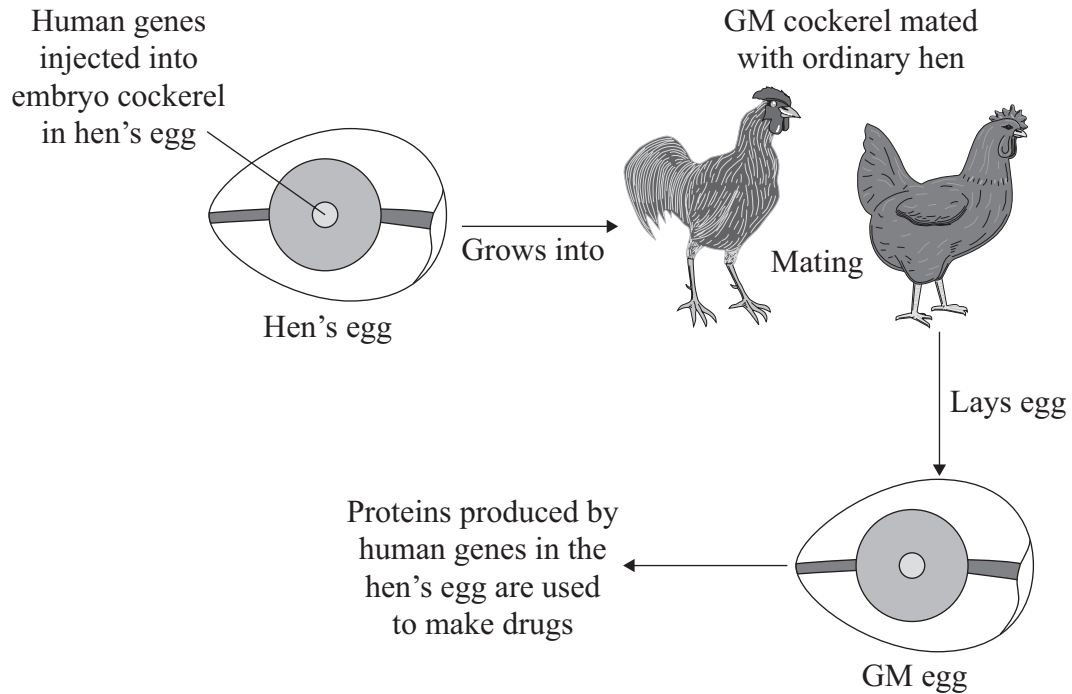 Human genes
injected into
embryo cockerel
in hen’s egg
GM cockerel mated
with ordinary hen
Grows into
Mating
Hen’s egg
Lays egg
Proteins produced by
human genes in the
hen’s egg are used
to make drugs
GM egg